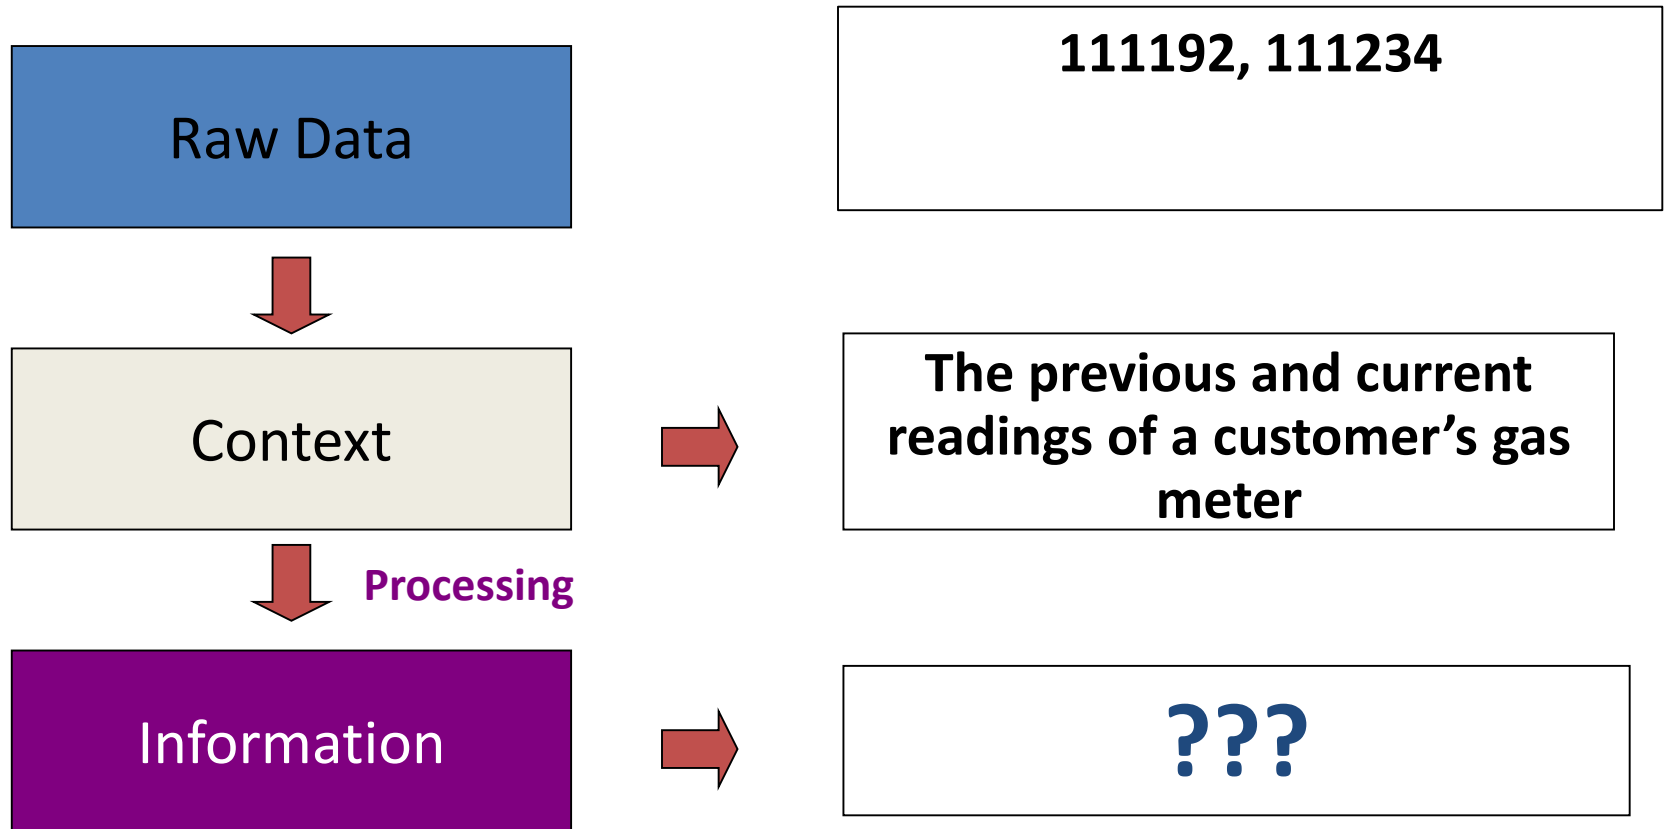 Raw Data
111192, 111234
Context
The previous and current
readings of a customer’s gas
meter
Processing
Information
???